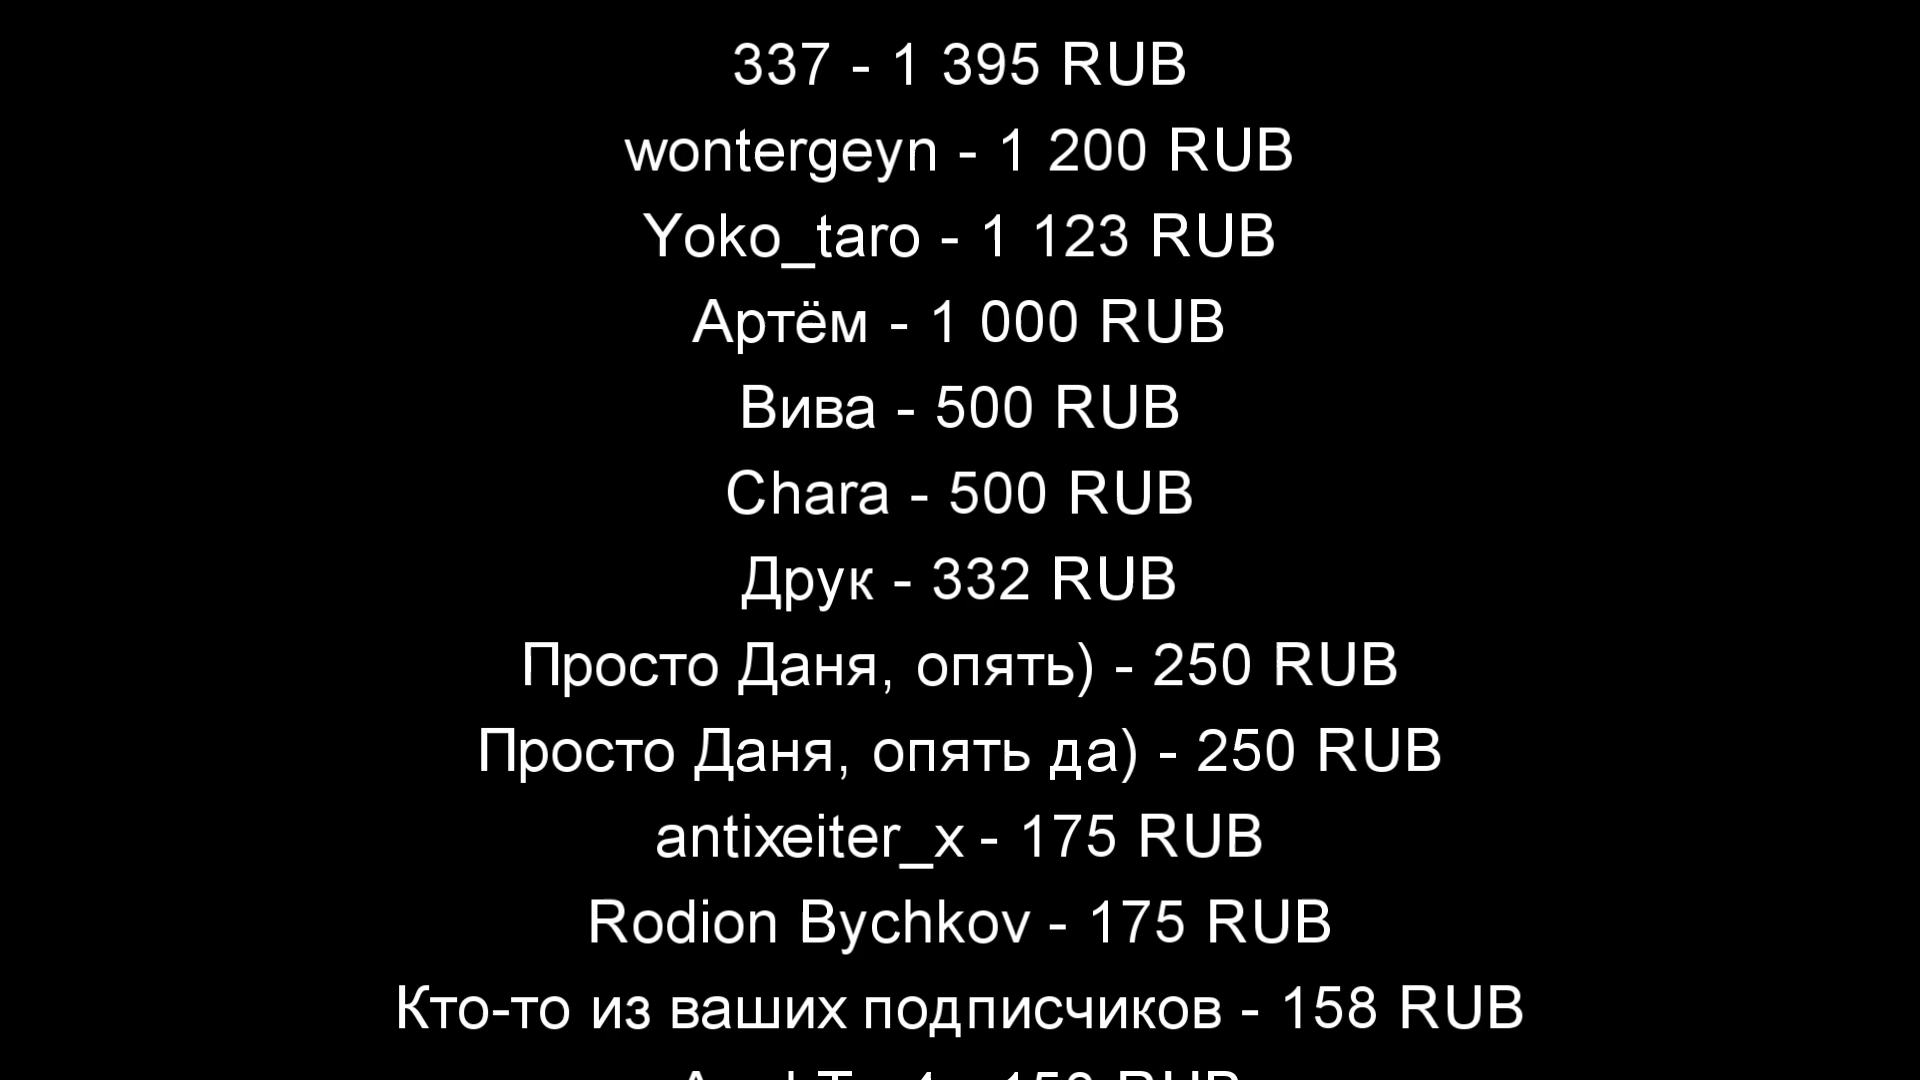 337 - 1 395 RUB
wontergeyn - 1 200 RUB
Yoko_taro - 1 123 RUB
Артём - 1 000 RUB
Вива - 500 RUB
Chara - 500 RUB
Друк - 332 RUB
Просто Даня, опять) - 250 RUB
Просто Даня, опять да) - 250 RUB
antixeiter_x - 175 RUB
Rodion Bychkov - 175 RUB
Кто-то из ваших подписчиков - 158 RUB